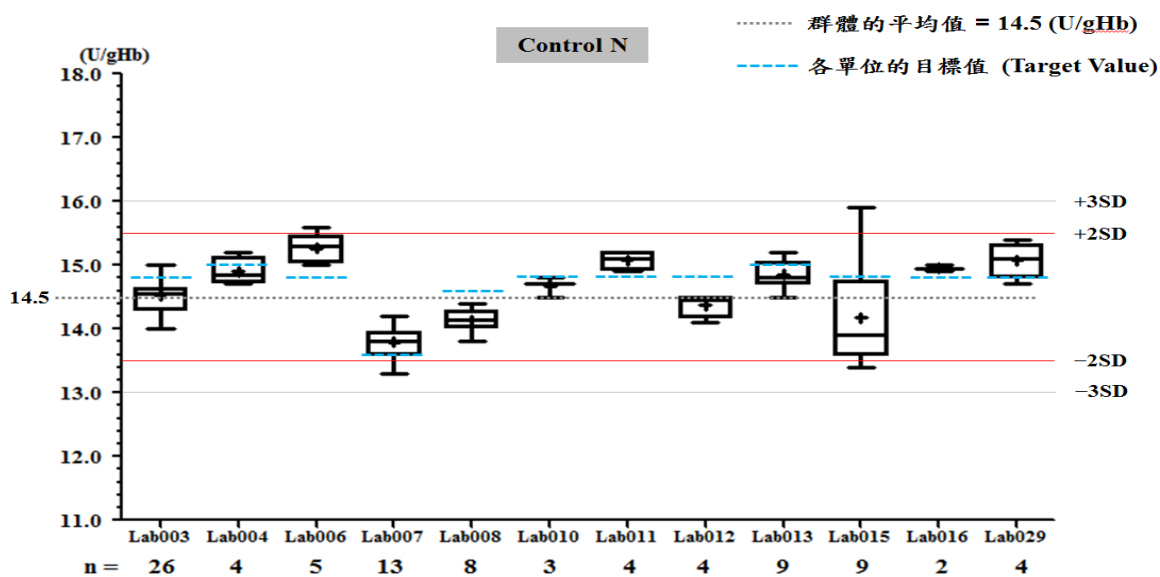 群體的平均值 = 14.5 (U/gHb)
各單位的目標值 (Target Value)
Control N
(U/gHb)
18.0
17.0
16.0
15.0
14.5
14.0
13.0
12.0
11.0
+3SD
+2SD
−2SD
−3SD
Lab003 Lab004 Lab006 Lab007 Lab008 Lab010 Lab011 Lab012 Lab013 Lab015 Lab016 Lab029
n = 26 4 5 13 8 3 4 4 9 9 2 4